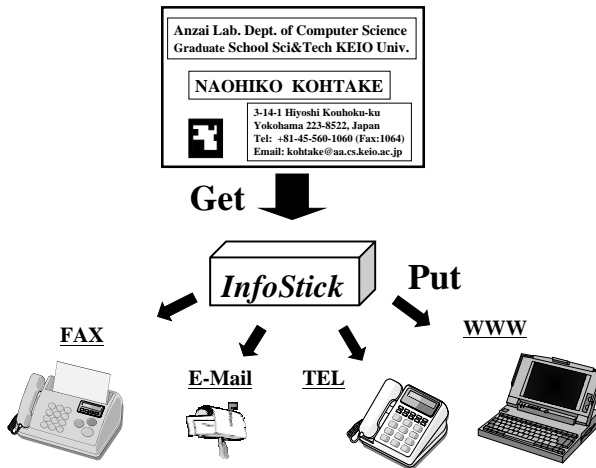 Anzai Lab. Dept. of Computer Science
Graduate School Sci&Tech KEIO Univ.
NAOHIKO KOHTAKE
3-14-1 Hiyoshi Kouhoku-ku
Yokohama 223-8522, Japan
Tel: +81-45-560-1060 (Fax:1064)
Email: kohtake@aa.cs.keio.ac.jp
Get
InfoStick
Put
FAX
E-Mail
TEL
WWW